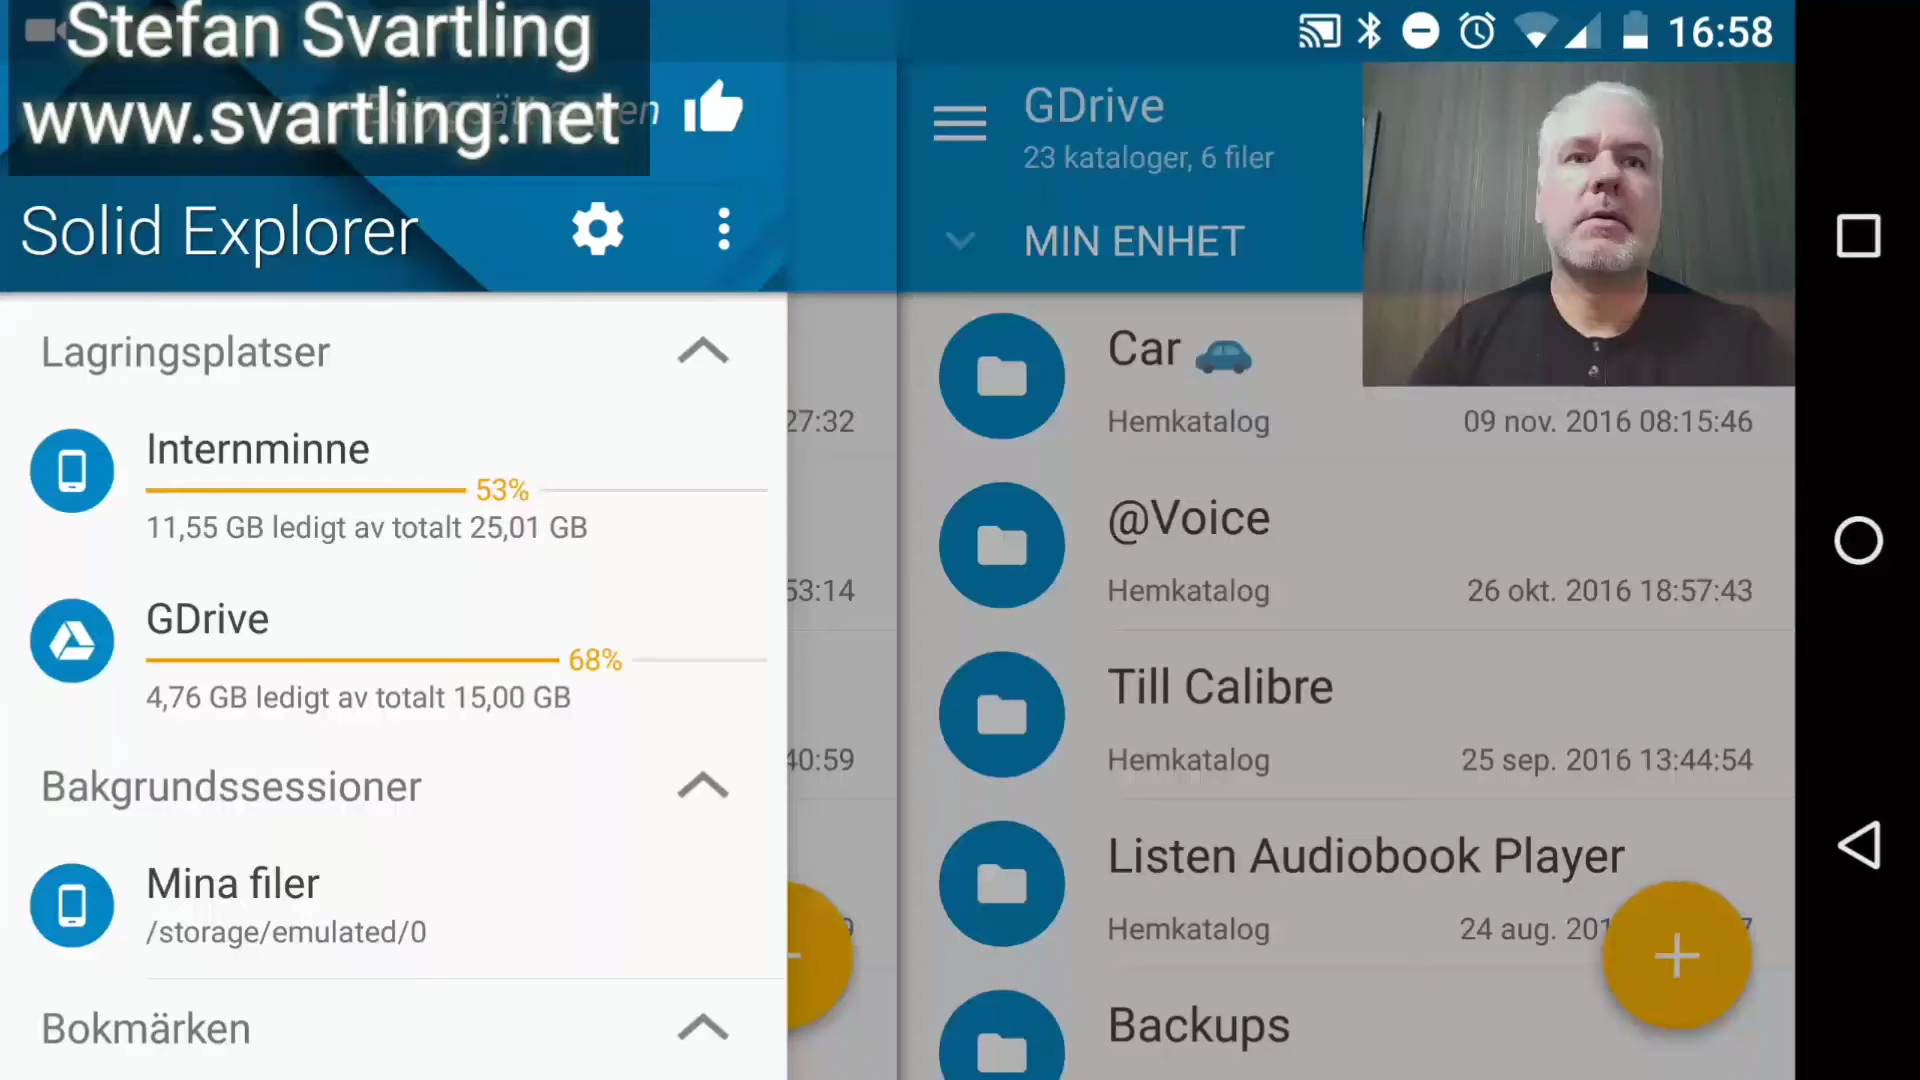 Stefan Svartling
www.svartling.net
16:58
Solid Explorer
GDrive
23 kataloger, 6 filer
MIN ENHET
Lagringsplatser
Internminne
53%
11,55 GB ledigt av totalt 25,01 GB
GDrive
68%
4,76 GB ledigt av totalt 15,00 GB
Bakgrundssessioner
Mina filer
/storage/emulated/0
Bokmärken
27:32
53:14
40:59
9
Car
Hemkatalog
09 nov. 2016 08:15:46
@Voice
Hemkatalog
26 okt. 2016 18:57:43
Till Calibre
Hemkatalog
25 sep. 2016 13:44:54
Listen Audiobook Player
Hemkatalog
24 aug. 201
Backups